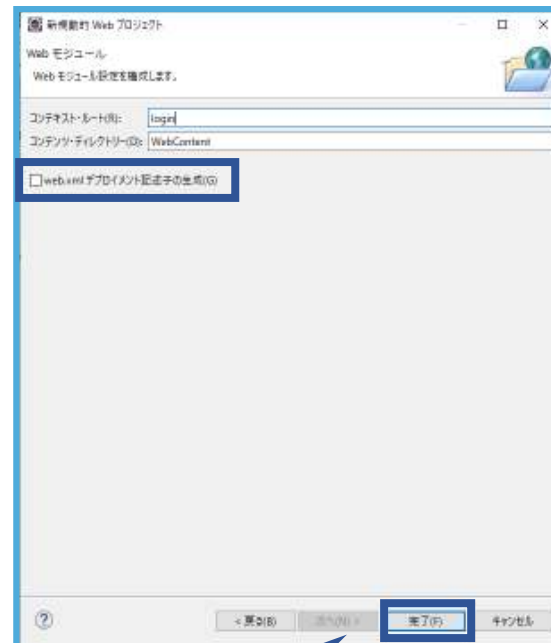 新規動的 Web プロジェクト
Web モジュール
Web モジュール設定を構成します。
コンテキスト・ルート(R): login
コンテンツ・ディレクトリー(D): WebContent
web.xml デプロイメント記述子の生成(G)
< 戻る(B) 次へ(N) > 完了(F) キャンセル